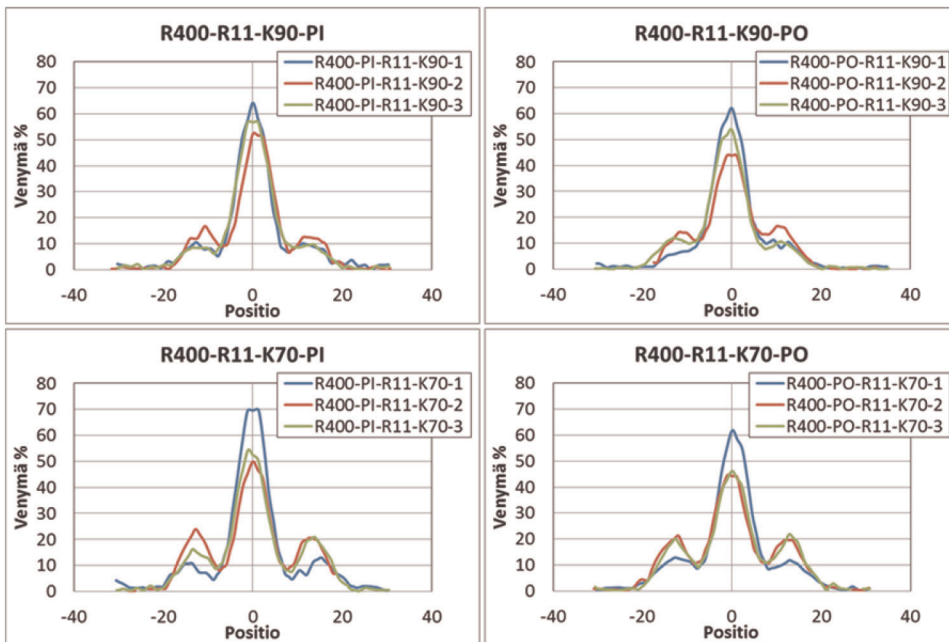 R400-R11-K90-PI
R400-PI-R11-K90-1
R400-PI-R11-K90-2
R400-PI-R11-K90-3
Venymä %
80
70
60
50
40
30
20
10
0
-40 -20 0 20 40
Positio
R400-R11-K90-PO
R400-PO-R11-K90-1
R400-PO-R11-K90-2
R400-PO-R11-K90-3
Venymä %
80
70
60
50
40
30
20
10
0
-40 -20 0 20 40
Positio
R400-R11-K70-PI
R400-PI-R11-K70-1
R400-PI-R11-K70-2
R400-PI-R11-K70-3
Venymä %
80
70
60
50
40
30
20
10
0
-40 -20 0 20 40
Positio
R400-R11-K70-PO
R400-PO-R11-K70-1
R400-PO-R11-K70-2
R400-PO-R11-K70-3
Venymä %
80
70
60
50
40
30
20
10
0
-40 -20 0 20 40
Positio